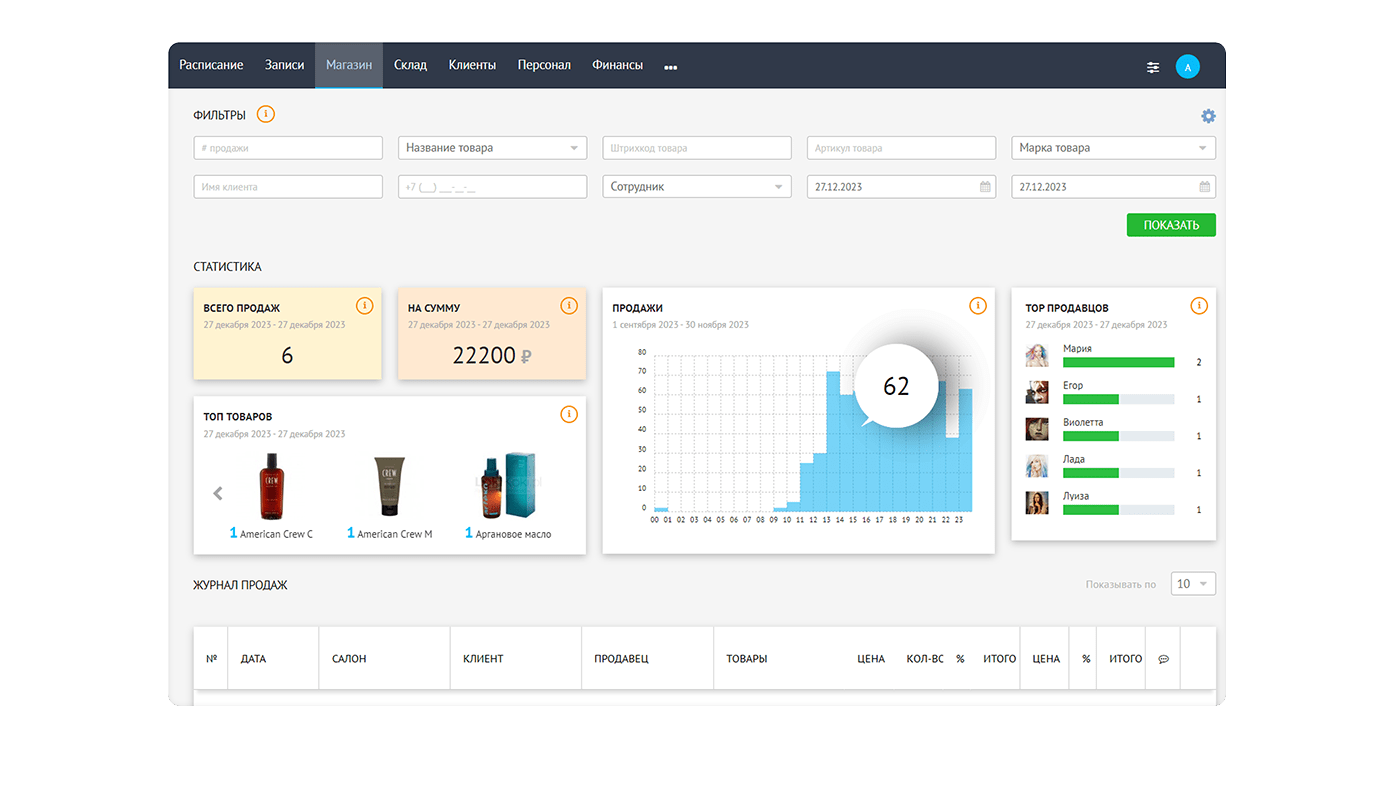 Расписание Записи Магазин Склад Клиенты Персонал Финансы ••• А
ФИЛЬТРЫ i
# продажи Название товара Штрихкод товара Артикул товара Марка товара
Имя клиента +7 (__) ___-__-__ Сотрудник 27.12.2023 27.12.2023
ПОКАЗАТЬ
СТАТИСТИКА
ВСЕГО ПРОДАЖ i
27 декабря 2023 - 27 декабря 2023
6
НА СУММУ i
27 декабря 2023 - 27 декабря 2023
22200 ₽
ТОП ТОВАРОВ i
27 декабря 2023 - 27 декабря 2023
CREW
CREW
1 American Crew C 1 American Crew M 1 Аргановое масло
ПРОДАЖИ i
1 сентября 2023 - 30 ноября 2023
80
70
60
50
40
30
20
10
0
62
00 01 02 03 04 05 06 07 08 09 10 11 12 13 14 15 16 17 18 19 20 21 22 23
TOP ПРОДАВЦОВ i
27 декабря 2023 - 27 декабря 2023
Мария 2
Егор 1
Виолетта 1
Лада 1
Луиза 1
ЖУРНАЛ ПРОДАЖ Показывать по 10
№ ДАТА САЛОН КЛИЕНТ ПРОДАВЕЦ ТОВАРЫ ЦЕНА КОЛ-ВО % ИТОГО ЦЕНА % ИТОГО